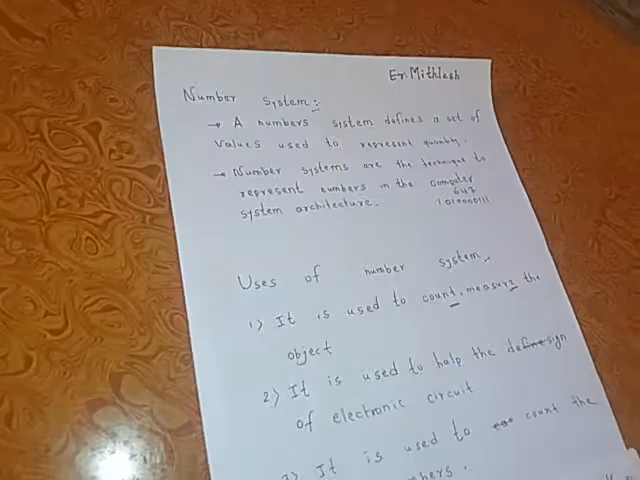 Er. Mithlesh
Number System:-
→ A numbers system defines a set of
values used to represent quantity.
→ Number systems are the technique to
represent numbers in the computer
system architecture.
647
1010000111
Uses of number system.
1) It is used to count, measure the
object
2) It is used to help the design
of electronic circuit
3) It is used to count the